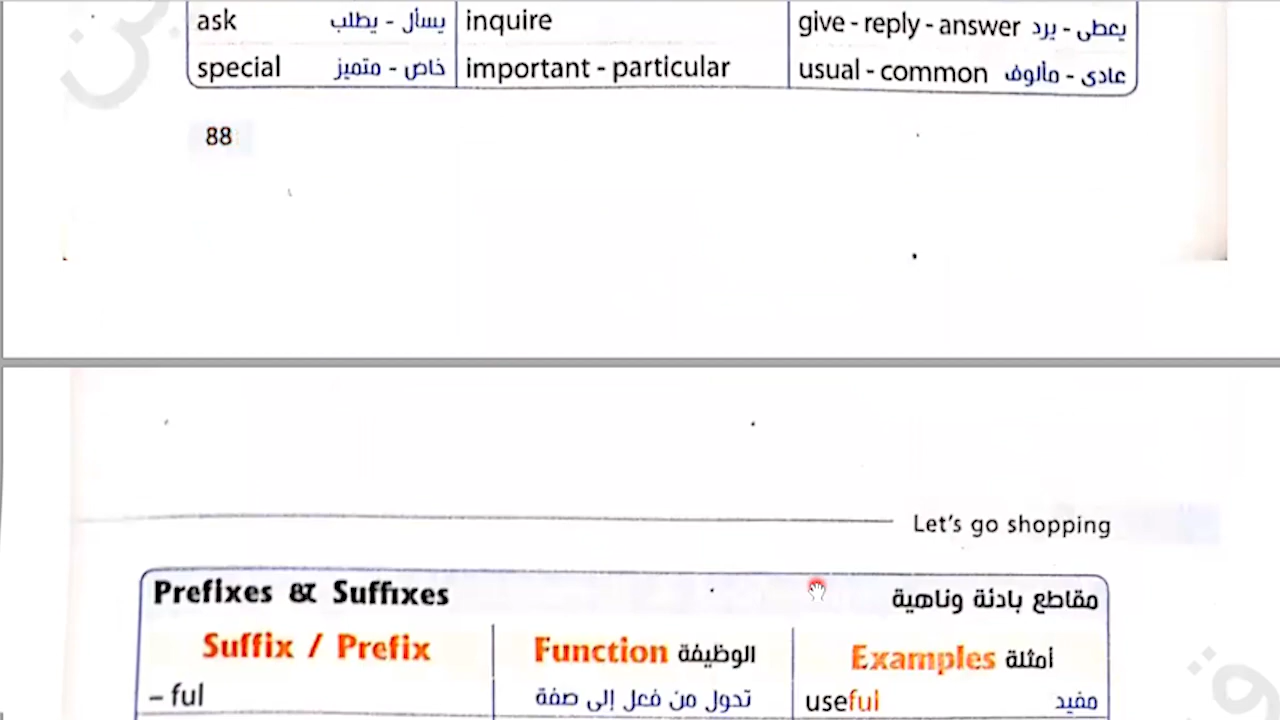 ask يسأل - يطلب inquire give - reply - answer يعطى - يرد
special خاص - متميز important - particular usual - common عادى - مألوف
88
Let's go shopping
Prefixes & Suffixes مقاطع بادئة وناهية
Suffix / Prefix Function الوظيفة Examples أمثلة
– ful تحول من فعل إلى صفة useful مفيد